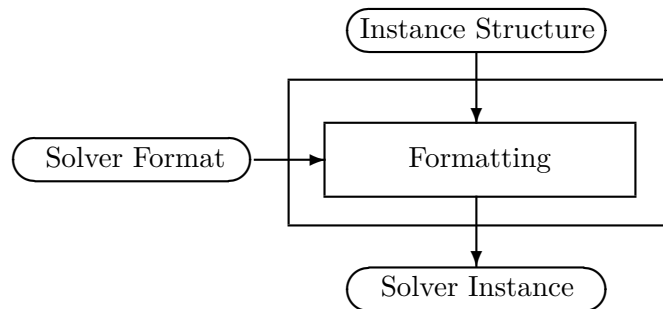 Instance Structure
Solver Format
Formatting
Solver Instance